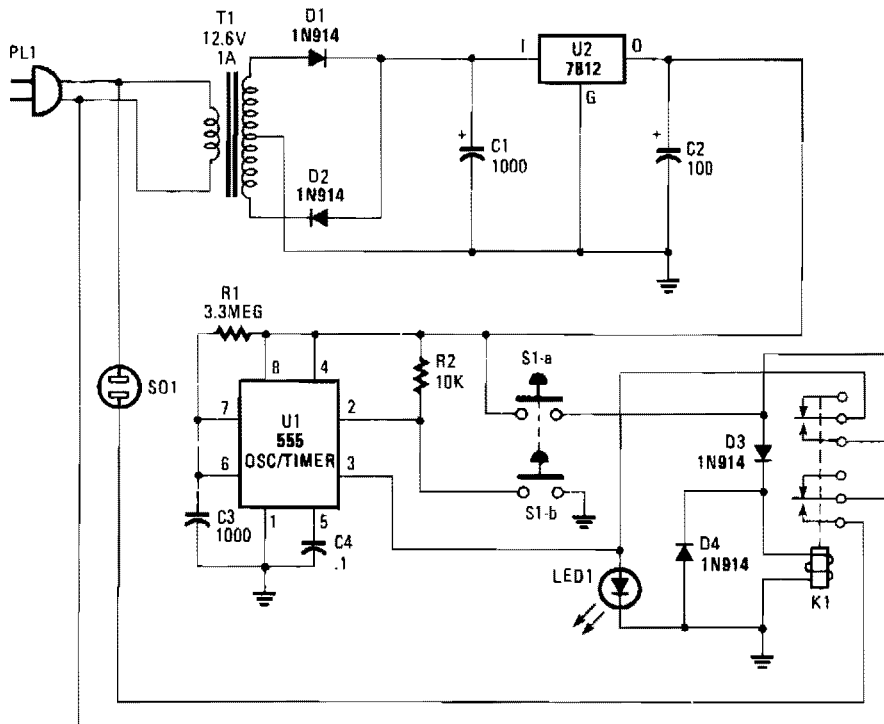 T1
12.6V
1A
D1
1N914
PL1
I
U2
7812
O
G
+
C1
1000
+
C2
100
D2
1N914
R1
3.3MEG
SO1
8
4
R2
10K
S1-a
7
U1
555
OSC/TIMER
2
6
3
D3
1N914
S1-b
C3
1000
1
5
C4
.1
LED1
D4
1N914
K1